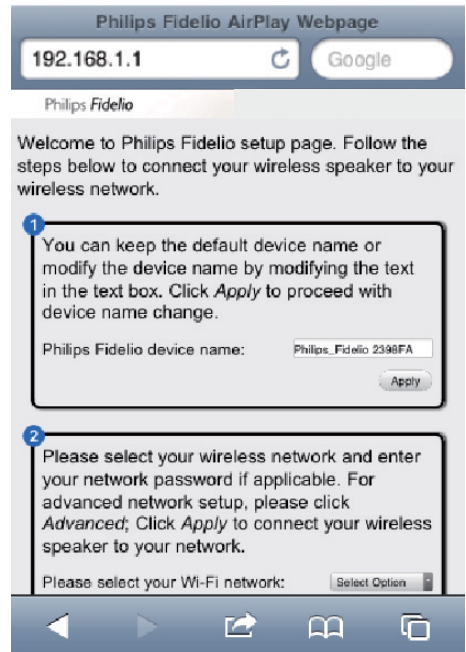 Philips Fidelio AirPlay Webpage
192.168.1.1
Google
Philips Fidelio
Welcome to Philips Fidelio setup page. Follow the
steps below to connect your wireless speaker to your
wireless network.
1
You can keep the default device name or
modify the device name by modifying the text
in the text box. Click Apply to proceed with
device name change.
Philips Fidelio device name: Philips_Fidelio 2398FA
Apply
2
Please select your wireless network and enter
your network password if applicable. For
advanced network setup, please click
Advanced; Click Apply to connect your wireless
speaker to your network.
Please select your Wi-Fi network: Select Option